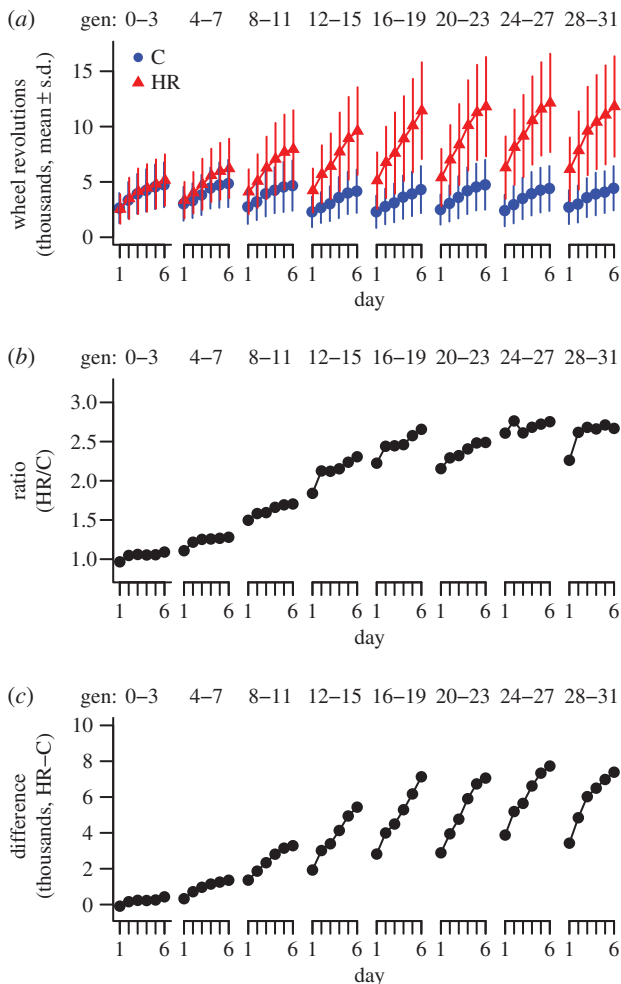 (a) gen: 0–3 4–7 8–11 12–15 16–19 20–23 24–27 28–31
C
HR
wheel revolutions
(thousands, mean ± s.d.)
15
10
5
0
1 6 1 6 1 6 1 6 1 6 1 6 1 6 1 6
day
(b) gen: 0–3 4–7 8–11 12–15 16–19 20–23 24–27 28–31
ratio
(HR/C)
3.0
2.5
2.0
1.5
1.0
1 6 1 6 1 6 1 6 1 6 1 6 1 6 1 6
day
(c) gen: 0–3 4–7 8–11 12–15 16–19 20–23 24–27 28–31
difference
(thousands, HR–C)
10
8
6
4
2
0
1 6 1 6 1 6 1 6 1 6 1 6 1 6 1 6
day